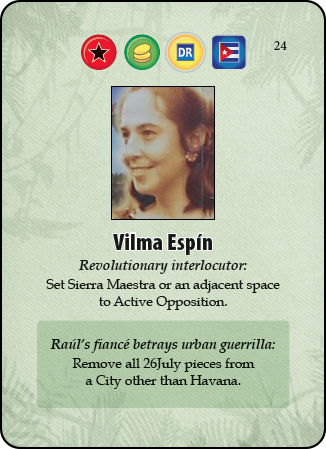 DR
24
Vilma Espín
Revolutionary interlocutor:
Set Sierra Maestra or an adjacent space
to Active Opposition.
Raúl's fiancé betrays urban guerrilla:
Remove all 26July pieces from
a City other than Havana.